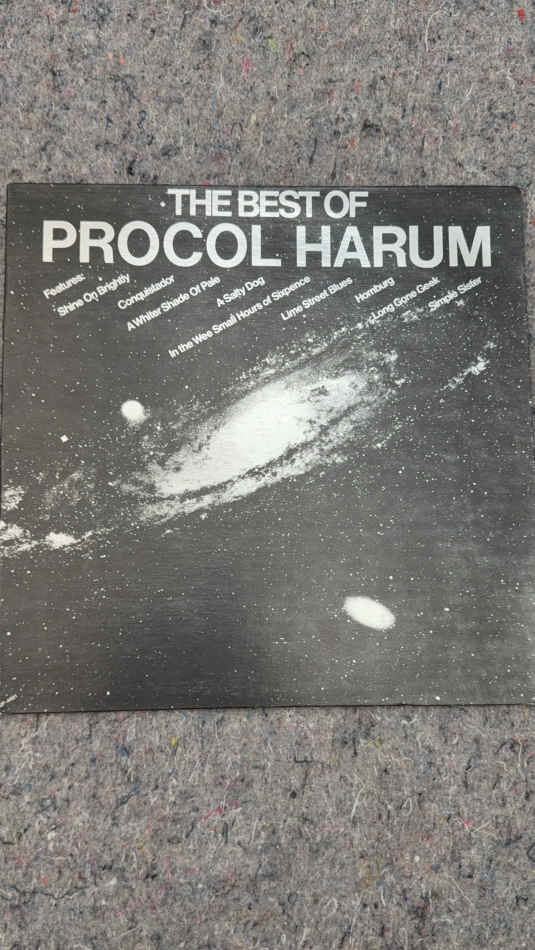 THE BEST OF
PROCOL HARUM
Features:
Shine On Brightly
Conquistador
A Whiter Shade Of Pale
A Salty Dog
In the Wee Small Hours of Sixpence
Lime Street Blues
Homburg
Long Gone Geek
Simple Sister